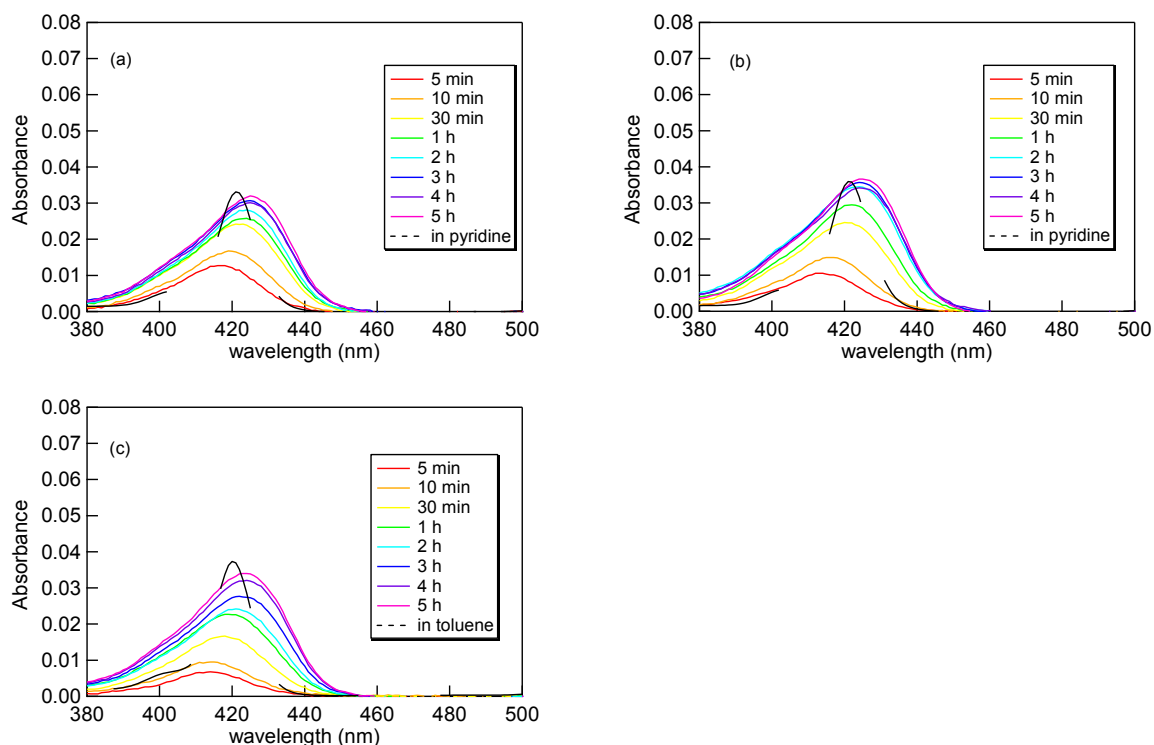 0.08
0.07
0.06
0.05
0.04
0.03
0.02
0.01
0.00
Absorbance
(a)
5 min
10 min
30 min
1 h
2 h
3 h
4 h
5 h
in pyridine
380
400
420
440
460
480
500
wavelength (nm)
0.08
0.07
0.06
0.05
0.04
0.03
0.02
0.01
0.00
Absorbance
(b)
5 min
10 min
30 min
1 h
2 h
3 h
4 h
5 h
in pyridine
380
400
420
440
460
480
500
wavelength (nm)
0.08
0.07
0.06
0.05
0.04
0.03
0.02
0.01
0.00
Absorbance
(c)
5 min
10 min
30 min
1 h
2 h
3 h
4 h
5 h
in toluene
380
400
420
440
460
480
500
wavelength (nm)